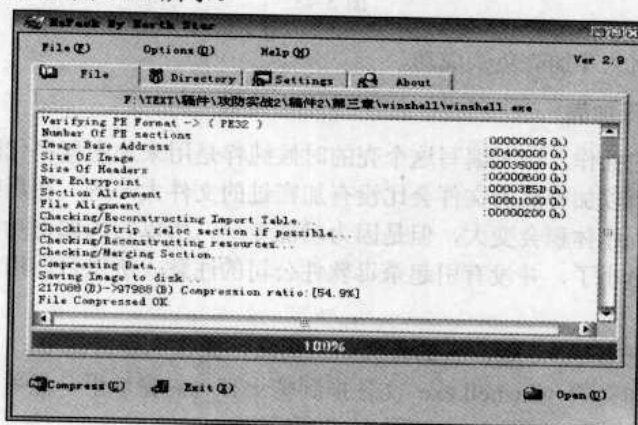 NsPack By North Star
File(F) Options(O) Help(H) Ver 2.9
File Directory Settings About
F:\TEXT\稿件\攻防实战2\稿件2\第三章\winshell\winshell.exe
Verifying PE Format -> ( PE32 )
Number Of PE sections :00000005(h)
Image Base Address :00400000(h)
Size Of Image :00035000(h)
Size Of Headers :00000600(h)
Rva Entrypoint :00003E5D(h)
Section Alignment :00001000(h)
File Alignment :00000200(h)
Checking/Reconstructing Import Table.
Checking/Strip .reloc section if possible...
Checking/Reconstructing resources...
Checking/Merging Section.
Compressing Data.
Saving Image to disk...
217088(B)->97988(B) Compression ratio:[54.9%]
File Compressed OK
100%
Compress(C) Exit(X) Open(O)